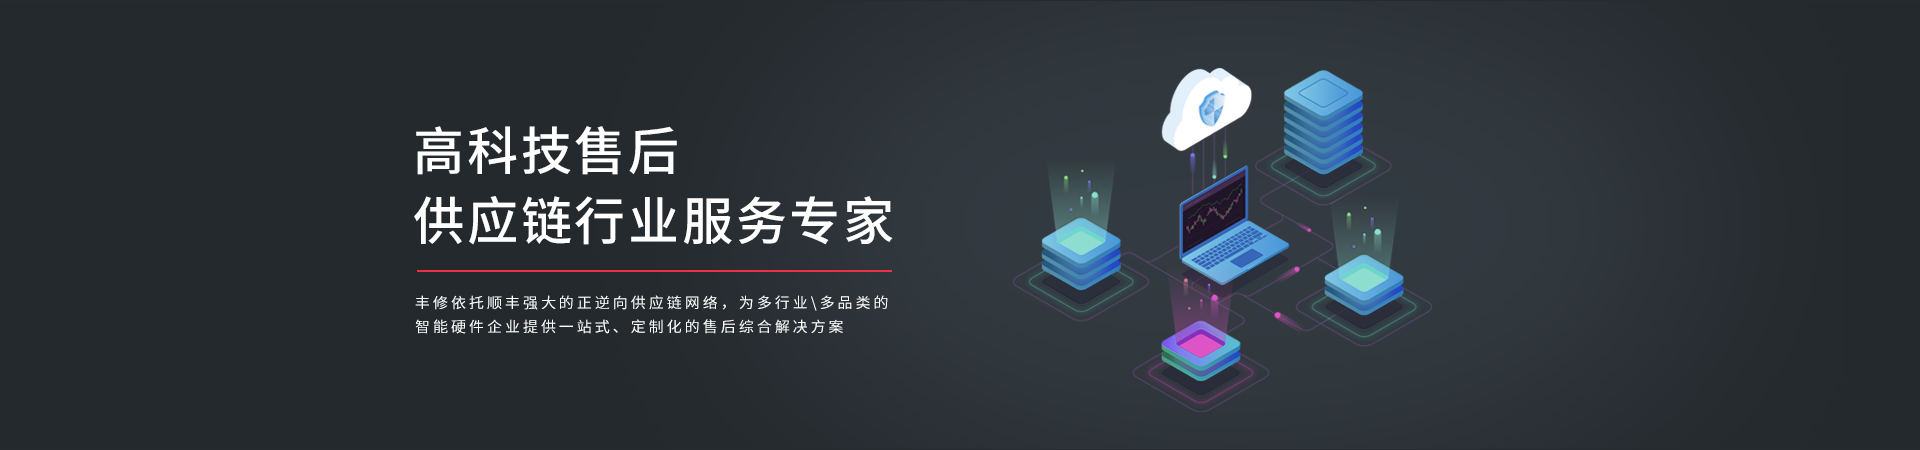 高科技售后
供应链行业服务专家
丰修依托顺丰强大的正逆向供应链网络，为多行业\多品类的
智能硬件企业提供一站式、定制化的售后综合解决方案